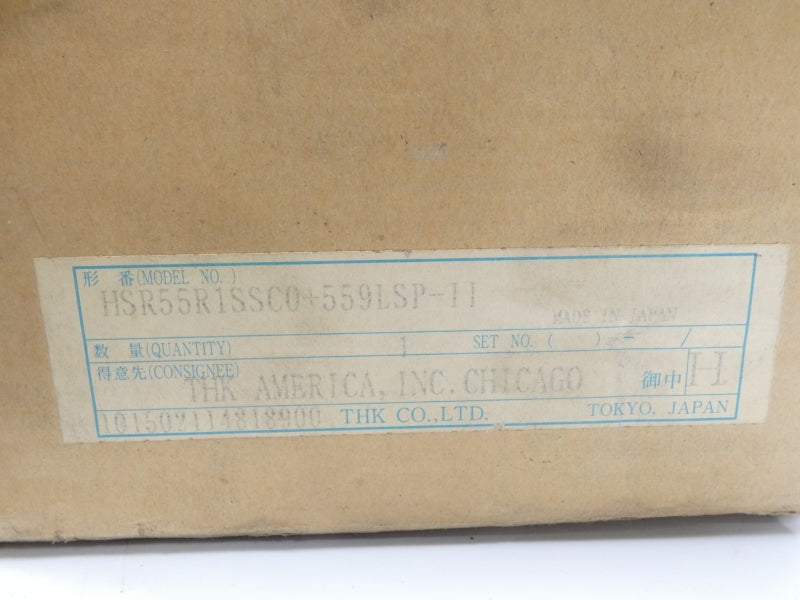 形 番(MODEL NO.)
HSR55R1SSC0+559LSP-II
MADE IN JAPAN
数 量(QUANTITY) 1 SET NO. ( ) - /
得意先(CONSIGNEE)
THK AMERICA, INC. CHICAGO 御中 H
THK CO.,LTD. TOKYO, JAPAN